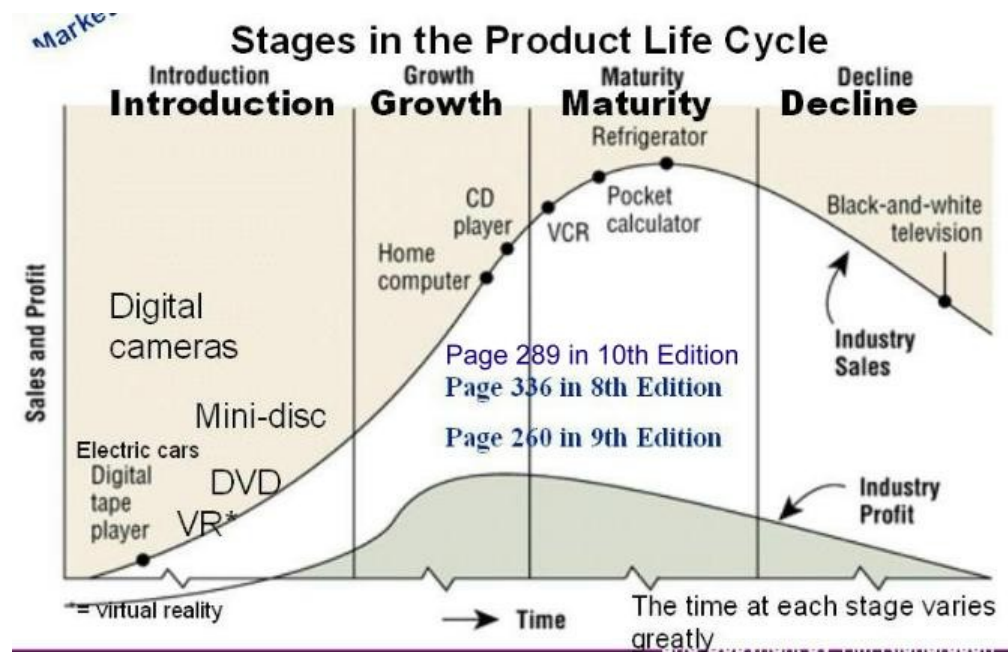 Stages in the Product Life Cycle
Introduction
Growth
Maturity
Decline
Introduction
Growth
Maturity
Decline
Refrigerator
CD
player
Pocket
calculator
VCR
Black-and-white
television
Home
computer
Sales and Profit
Digital
cameras
Industry
Sales
Page 289 in 10th Edition
Page 336 in 8th Edition
Mini-disc
Page 260 in 9th Edition
Electric cars
Digital
tape
player
DVD
VR*
Industry
Profit
*= virtual reality
Time
The time at each stage varies
greatly